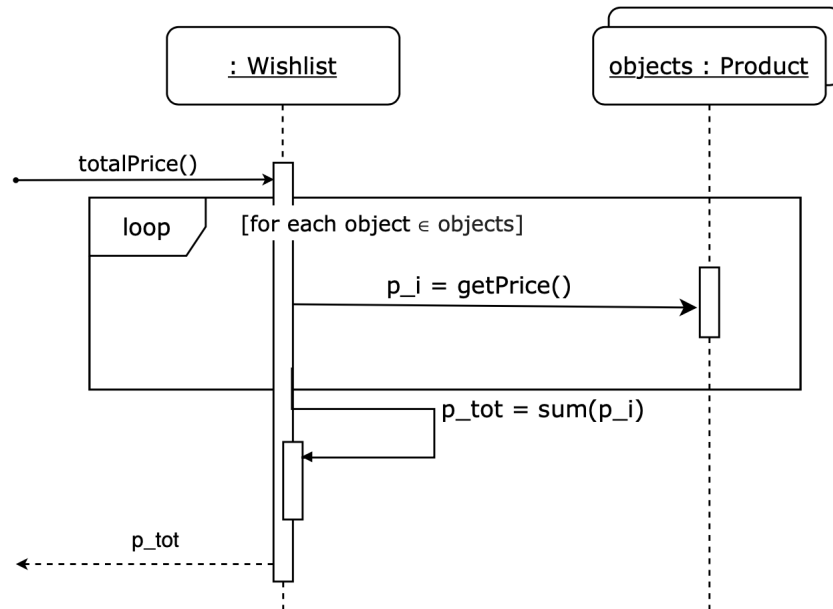 : Wishlist
objects : Product
totalPrice()
loop
[for each object ∈ objects]
p_i = getPrice()
p_tot = sum(p_i)
p_tot